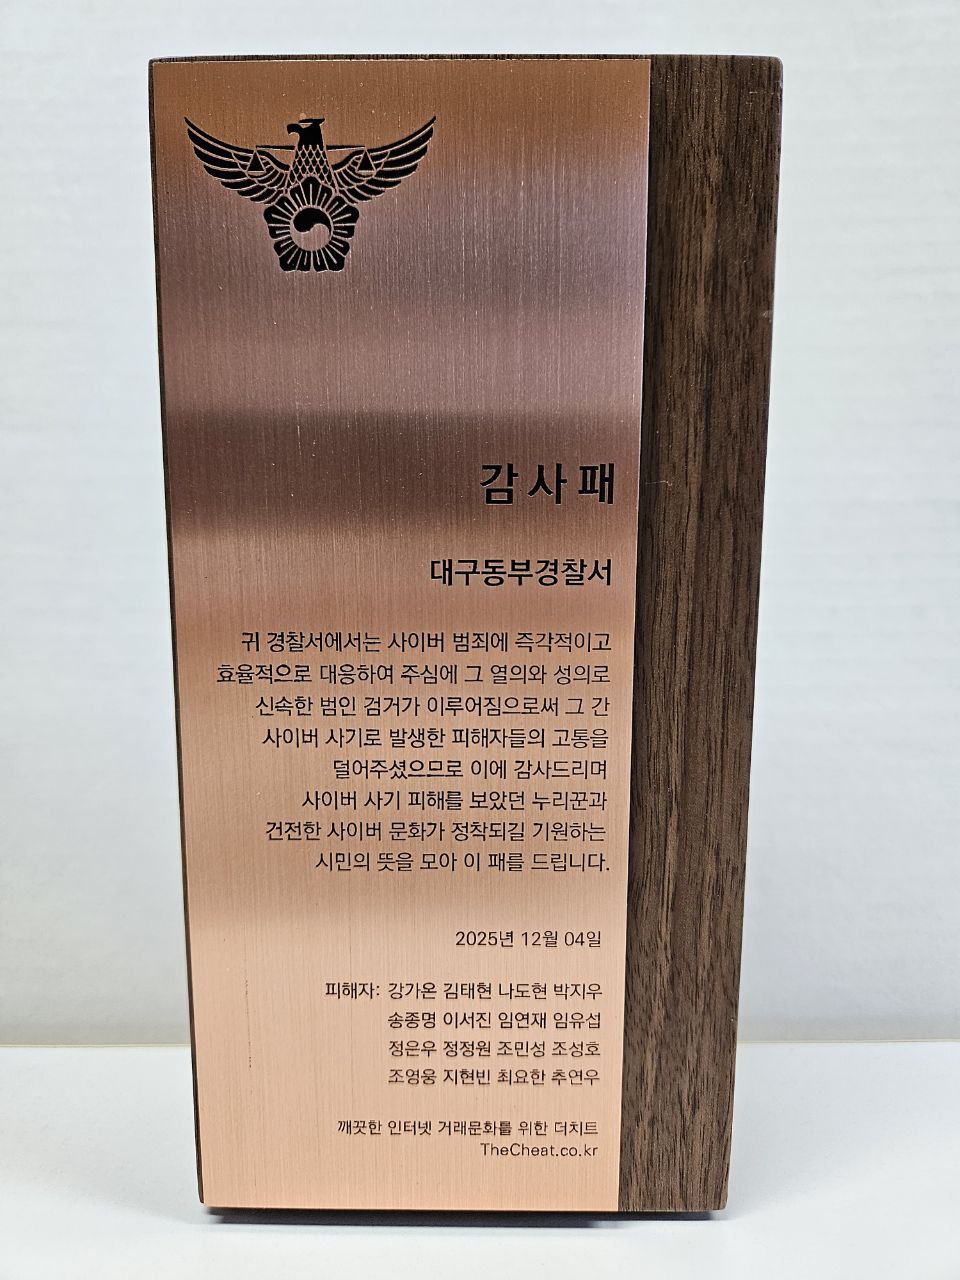 감사패
대구동부경찰서
귀 경찰서에서는 사이버 범죄에 즉각적이고
효율적으로 대응하여 주심에 그 열의와 성의로
신속한 범인 검거가 이루어짐으로써 그 간
사이버 사기로 발생한 피해자들의 고통을
덜어주셨으므로 이에 감사드리며
사이버 사기 피해를 보았던 누리꾼과
건전한 사이버 문화가 정착되길 기원하는
시민의 뜻을 모아 이 패를 드립니다.
2025년 12월 04일
피해자: 강가온 김태현 나도현 박지우
송종명 이서진 임연재 임유섭
정은우 정정원 조민성 조성호
조영웅 지현빈 최요한 추연우
깨끗한 인터넷 거래문화를 위한 더치트
TheCheat.co.kr